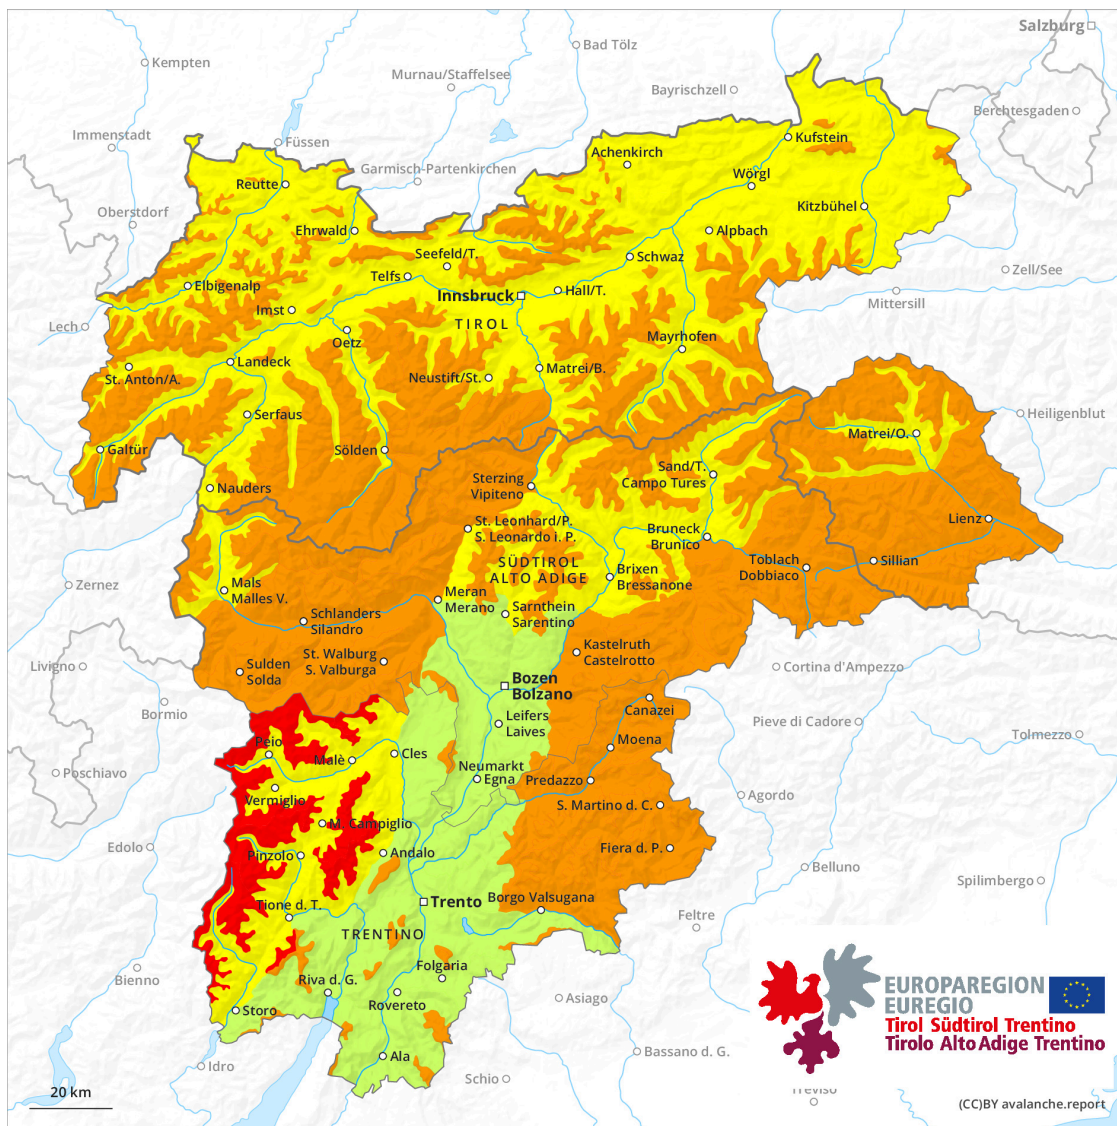 Salzburg
Bad Tölz
Kempten
Murnau/Staffelsee
Bayrischzell
Berchtesgaden
Immenstadt
Füssen
Kufstein
Achenkirch
Garmisch-Partenkirchen
Wörgl
Reutte
Kitzbühel
Oberstdorf
Ehrwald
Alpbach
Seefeld/T.
Schwaz
Telfs
Zell/See
Elbigenalp
Innsbruck
Hall/T.
Mittersill
Imst
TIROL
Lech
Oetz
Mayrhofen
Landeck
Matrei/B.
St. Anton/A.
Neustift/St.
Serfaus
Heiligenblut
Matrei/O.
Galtür
Sölden
Sand/T.
Campo Tures
Sterzing
Vipiteno
Nauders
Lienz
St. Leonhard/P.
S. Leonardo i. P.
Bruneck
Brunico
SÜDTIROL
ALTO ADIGE
Toblach
Dobbiaco
Sillian
Brixen
Bressanone
Zernez
Mals
Malles V.
Meran
Merano
Sarnthein
Sarentino
Schlanders
Silandro
Kastelruth
Castelrotto
St. Walburg
S. Valburga
Livigno
Sulden
Solda
Cortina d'Ampezzo
Bozen
Bolzano
Canazei
Bormio
Leifers
Laives
Pieve di Cadore
Tolmezzo
Peio
Moena
Malè
Cles
Poschiavo
Neumarkt
Egna
Predazzo
Vermiglio
Agordo
S. Martino d. C.
M. Campiglio
Edolo
Pinzolo
Andalo
Fiera d. P.
Belluno
Spilimbergo
Trento
Borgo Valsugana
Tione d. T.
Feltre
TRENTINO
Folgaria
Bienno
Riva d. G.
Rovereto
Asiago
Storo
EUROPAREGION
EUREGIO
Tirol Südtirol Trentino
Tirolo Alto Adige Trentino
Ala
Idro
Bassano d. G.
Schio
Treviso
20 km
(CC)BY avalanche.report